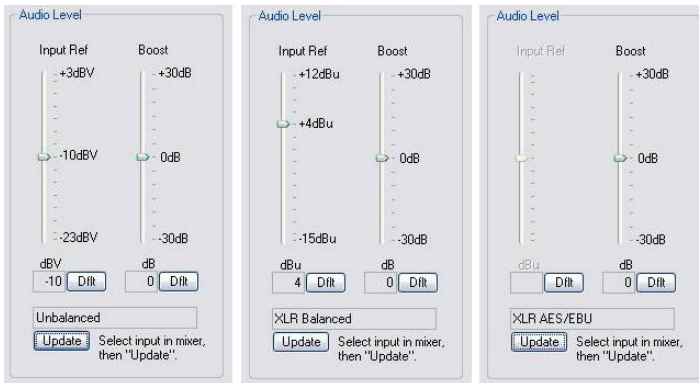 Audio Level
Input Ref Boost
+3dBV +30dB
-10dBV 0dB
-23dBV -30dB
dBV dB
-10 Dflt 0 Dflt
Unbalanced
Update Select input in mixer,
then "Update".
Audio Level
Input Ref Boost
+12dBu +30dB
+4dBu
0dB
-15dBu -30dB
dBu dB
4 Dflt 0 Dflt
XLR Balanced
Update Select input in mixer,
then "Update".
Audio Level
Input Ref Boost
+30dB
0dB
-30dB
dBu dB
Dflt 0 Dflt
XLR AES/EBU
Update Select input in mixer,
then "Update".